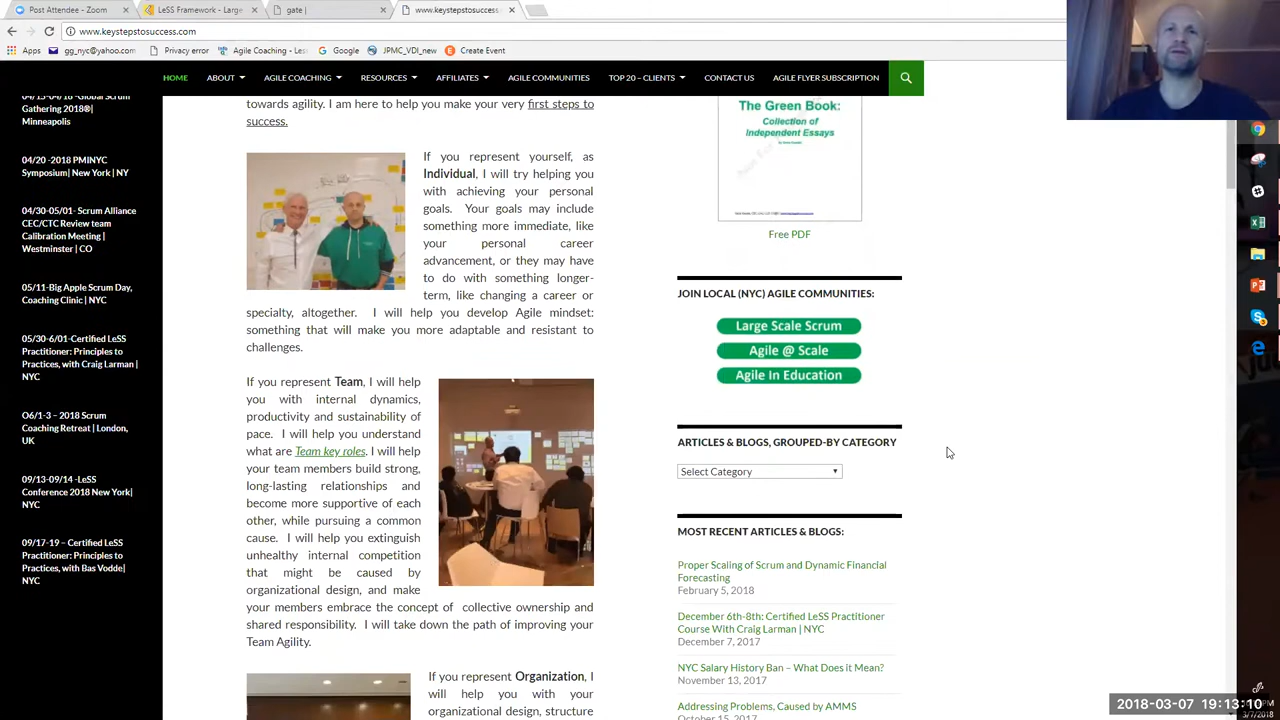 Post Attendee - Zoom
LeSS Framework - Large
gate |
www.keystepstosuccess.c
www.keystepstosuccess.com
Apps
gg_nyc@yahoo.com
Privacy error
Agile Coaching - Les
Google
JPMC_VDI_new
Create Event
HOME
ABOUT
AGILE COACHING
RESOURCES
AFFILIATES
AGILE COMMUNITIES
TOP 20 – CLIENTS
CONTACT US
AGILE FLYER SUBSCRIPTION
Gathering 2018®|
Minneapolis
04/20 -2018 PMINYC
Symposium| New York | NY
04/30-05/01- Scrum Alliance
CEC/CTC Review team
Calibration Meeting |
Westminster | CO
05/11-Big Apple Scrum Day,
Coaching Clinic | NYC
05/30-6/01-Certified LeSS
Practitioner: Principles to
Practices, with Craig Larman |
NYC
O6/1-3 – 2018 Scrum
Coaching Retreat | London,
UK
09/13-09/14 -LeSS
Conference 2018 New York|
NYC
09/17-19 – Certified LeSS
Practitioner: Principles to
Practices, with Bas Vodde|
NYC
towards agility. I am here to help you make your very first steps to
success.
If you represent yourself, as
Individual, I will try helping you
with achieving your personal
goals. Your goals may include
something more immediate, like
your personal career
advancement, or they may have
to do with something longer-
term, like changing a career or
specialty, altogether. I will help you develop Agile mindset:
something that will make you more adaptable and resistant to
challenges.
If you represent Team, I will help
you with internal dynamics,
productivity and sustainability of
pace. I will help you understand
what are Team key roles. I will help
your team members build strong,
long-lasting relationships and
become more supportive of each
other, while pursuing a common
cause. I will help you extinguish
unhealthy internal competition
that might be caused by
organizational design, and make
your members embrace the concept of collective ownership and
shared responsibility. I will take down the path of improving your
Team Agility.
If you represent Organization, I
will help you with your
organizational design, structure
The Green Book:
Collection of
Independent Essays
Free PDF
JOIN LOCAL (NYC) AGILE COMMUNITIES:
Large Scale Scrum
Agile @ Scale
Agile In Education
ARTICLES & BLOGS, GROUPED-BY CATEGORY
Select Category
MOST RECENT ARTICLES & BLOGS:
Proper Scaling of Scrum and Dynamic Financial
Forecasting
February 5, 2018
December 6th-8th: Certified LeSS Practitioner
Course With Craig Larman | NYC
December 7, 2017
NYC Salary History Ban – What Does it Mean?
November 13, 2017
Addressing Problems, Caused by AMMS
October 15, 2017
2018-03-07 19:13:10
3/7/2018